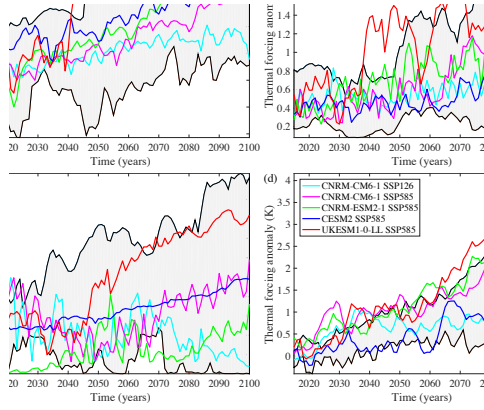 Thermal forcing anom
1.4
1.2
1
0.8
0.6
0.4
0.2
20 2030 2040 2050 2060 2070 2080 2090 2100
2020 2030 2040 2050 2060 2070 208
Time (years)
Time (years)
(d)
CNRM-CM6-1 SSP126
CNRM-CM6-1 SSP585
CNRM-ESM2-1 SSP585
CESM2 SSP585
UKESM1-0-LL SSP585
Thermal forcing anomaly (K)
4
3.5
3
2.5
2
1.5
1
0.5
0
20 2030 2040 2050 2060 2070 2080 2090 2100
2020 2030 2040 2050 2060 2070 208
Time (years)
Time (years)